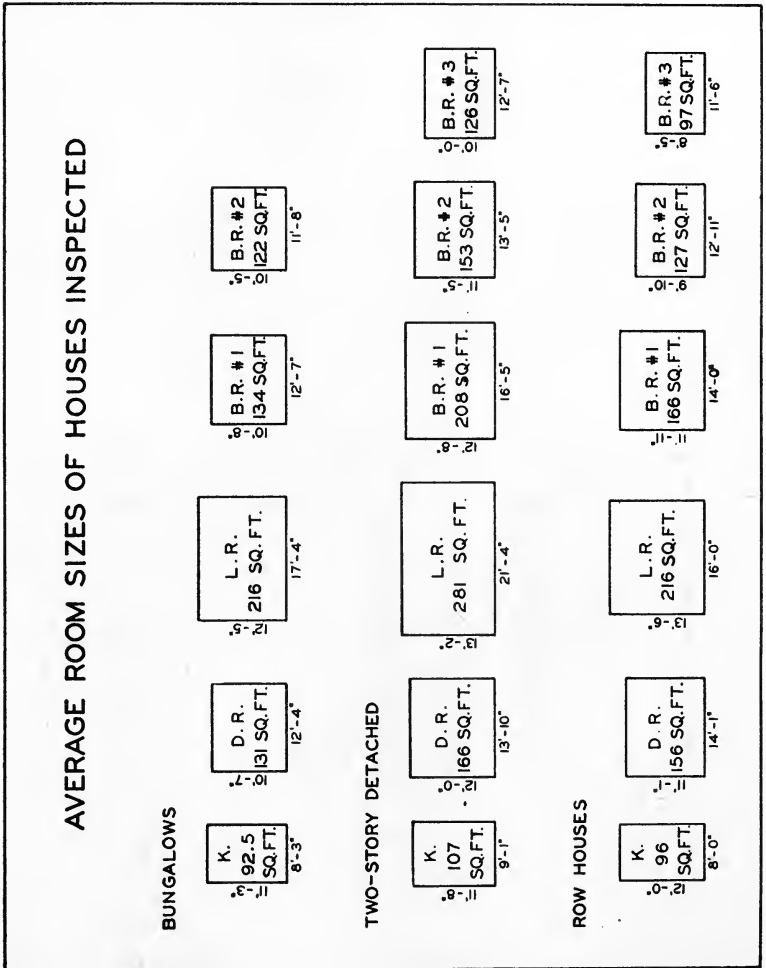 AVERAGE ROOM SIZES OF HOUSES INSPECTED
BUNGALOWS
K.
92.5
SQ.FT.
11'-3"
8'-3"
D.R.
131 SQ.FT.
10'-7"
12'-4"
L.R.
216 SQ. FT.
12'-5"
17'-4"
B.R. #1
134 SQ.FT.
10'-8"
12'-7"
B.R. #2
122 SQ.FT.
10'-5"
11'-8"
TWO-STORY DETACHED
K.
107
SQ.FT.
11'-8"
9'-1"
D.R.
166 SQ.FT.
12'-0"
13'-10"
L.R.
281 SQ. FT.
13'-2"
21'-4"
B.R. #1
208 SQ.FT.
12'-8"
16'-5"
B.R. #2
153 SQ.FT.
11'-5"
13'-5"
B.R. #3
126 SQ.FT.
10'-0"
12'-7"
ROW HOUSES
K.
96
SQ.FT.
12'-0"
8'-0"
D.R.
156 SQ.FT.
11'-1"
14'-1"
L.R.
216 SQ.FT.
13'-6"
16'-0"
B.R. #1
166 SQ.FT.
11'-11"
14'-0"
B.R. #2
127 SQ.FT.
9'-10"
12'-11"
B.R. #3
97 SQ.FT.
8'-5"
11'-6"